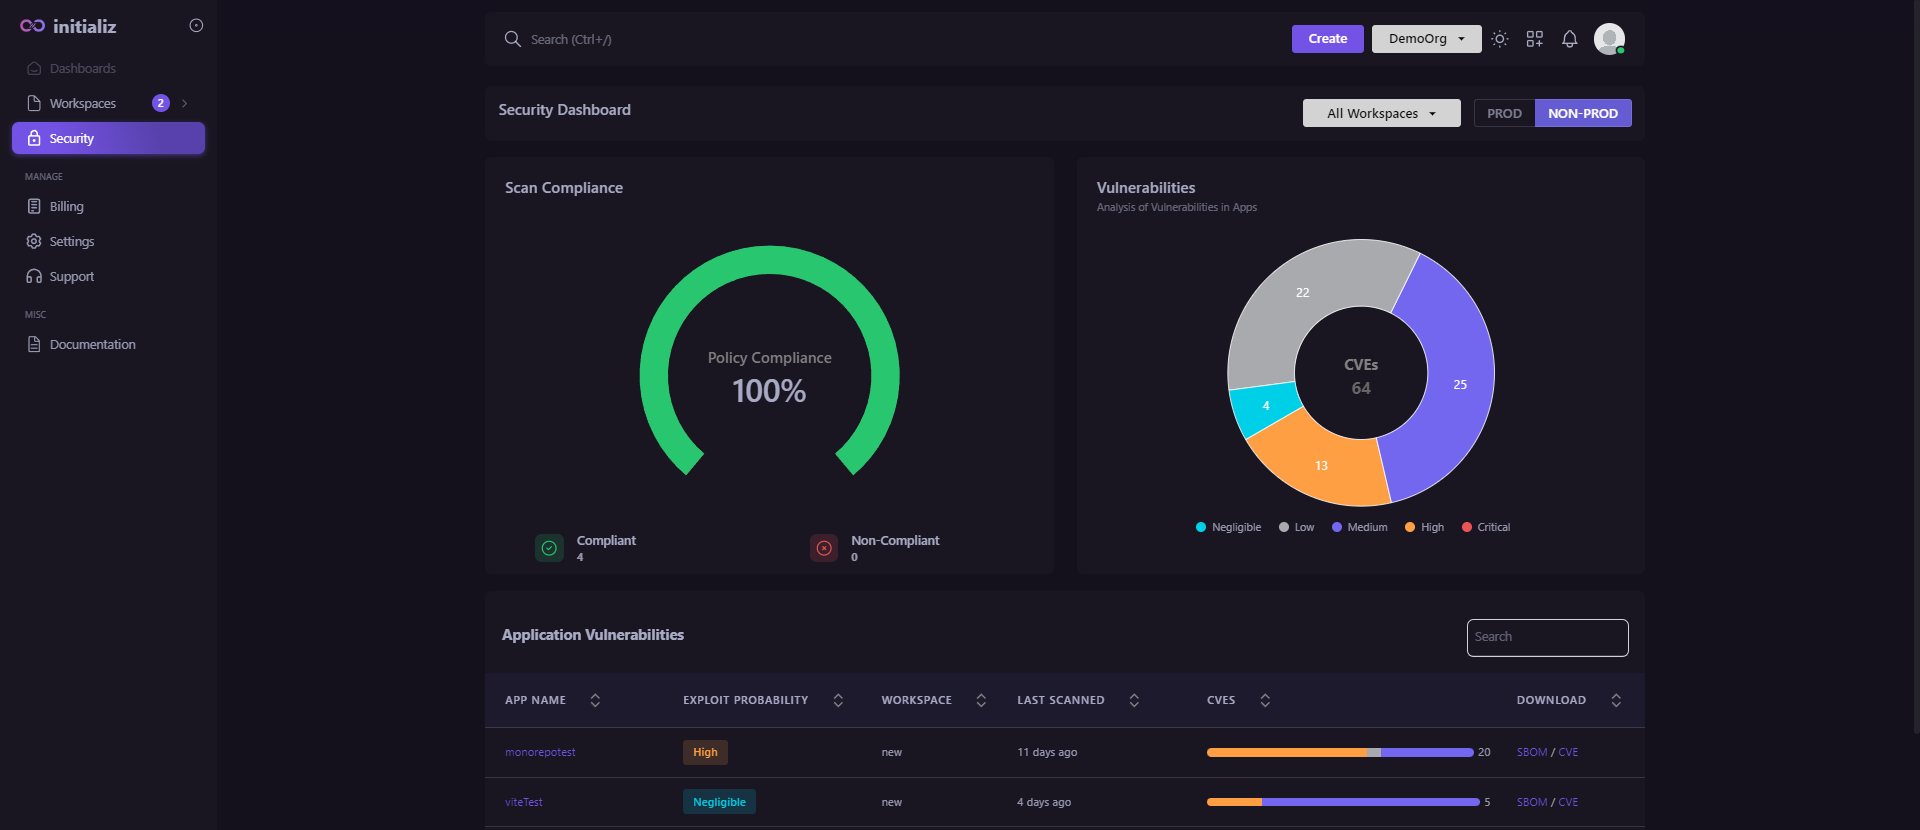 initializ
Dashboards
Workspaces 2
Security
MANAGE
Billing
Settings
Support
MISC
Documentation
Search (Ctrl+/)
Create
DemoOrg
Security Dashboard
All Workspaces
PROD
NON-PROD
Scan Compliance
Policy Compliance
100%
Compliant
4
Non-Compliant
0
Vulnerabilities
Analysis of Vulnerabilities in Apps
22
25
4
13
CVEs
64
Negligible Low Medium High Critical
Application Vulnerabilities
Search
APP NAME EXPLOIT PROBABILITY WORKSPACE LAST SCANNED CVES DOWNLOAD
monorepotest High new 11 days ago 20 SBOM / CVE
viteTest Negligible new 4 days ago 5 SBOM / CVE